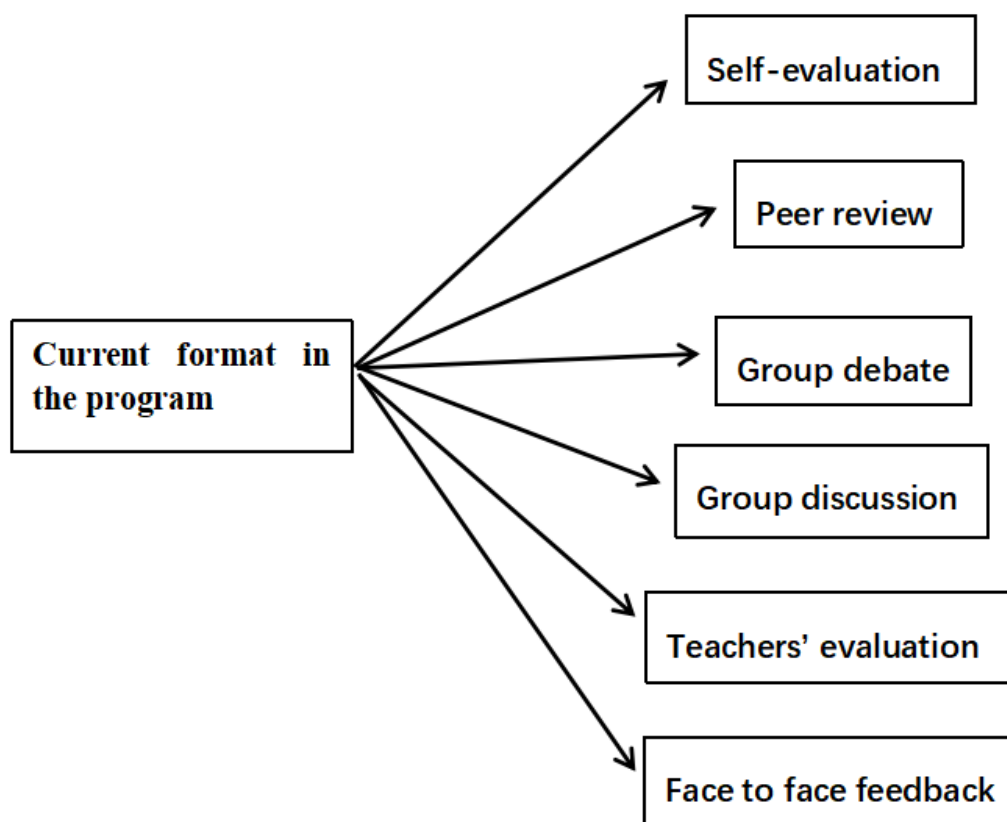 Self-evaluation
Peer review
Current format in
the program
Group debate
Group discussion
Teachers’ evaluation
Face to face feedback